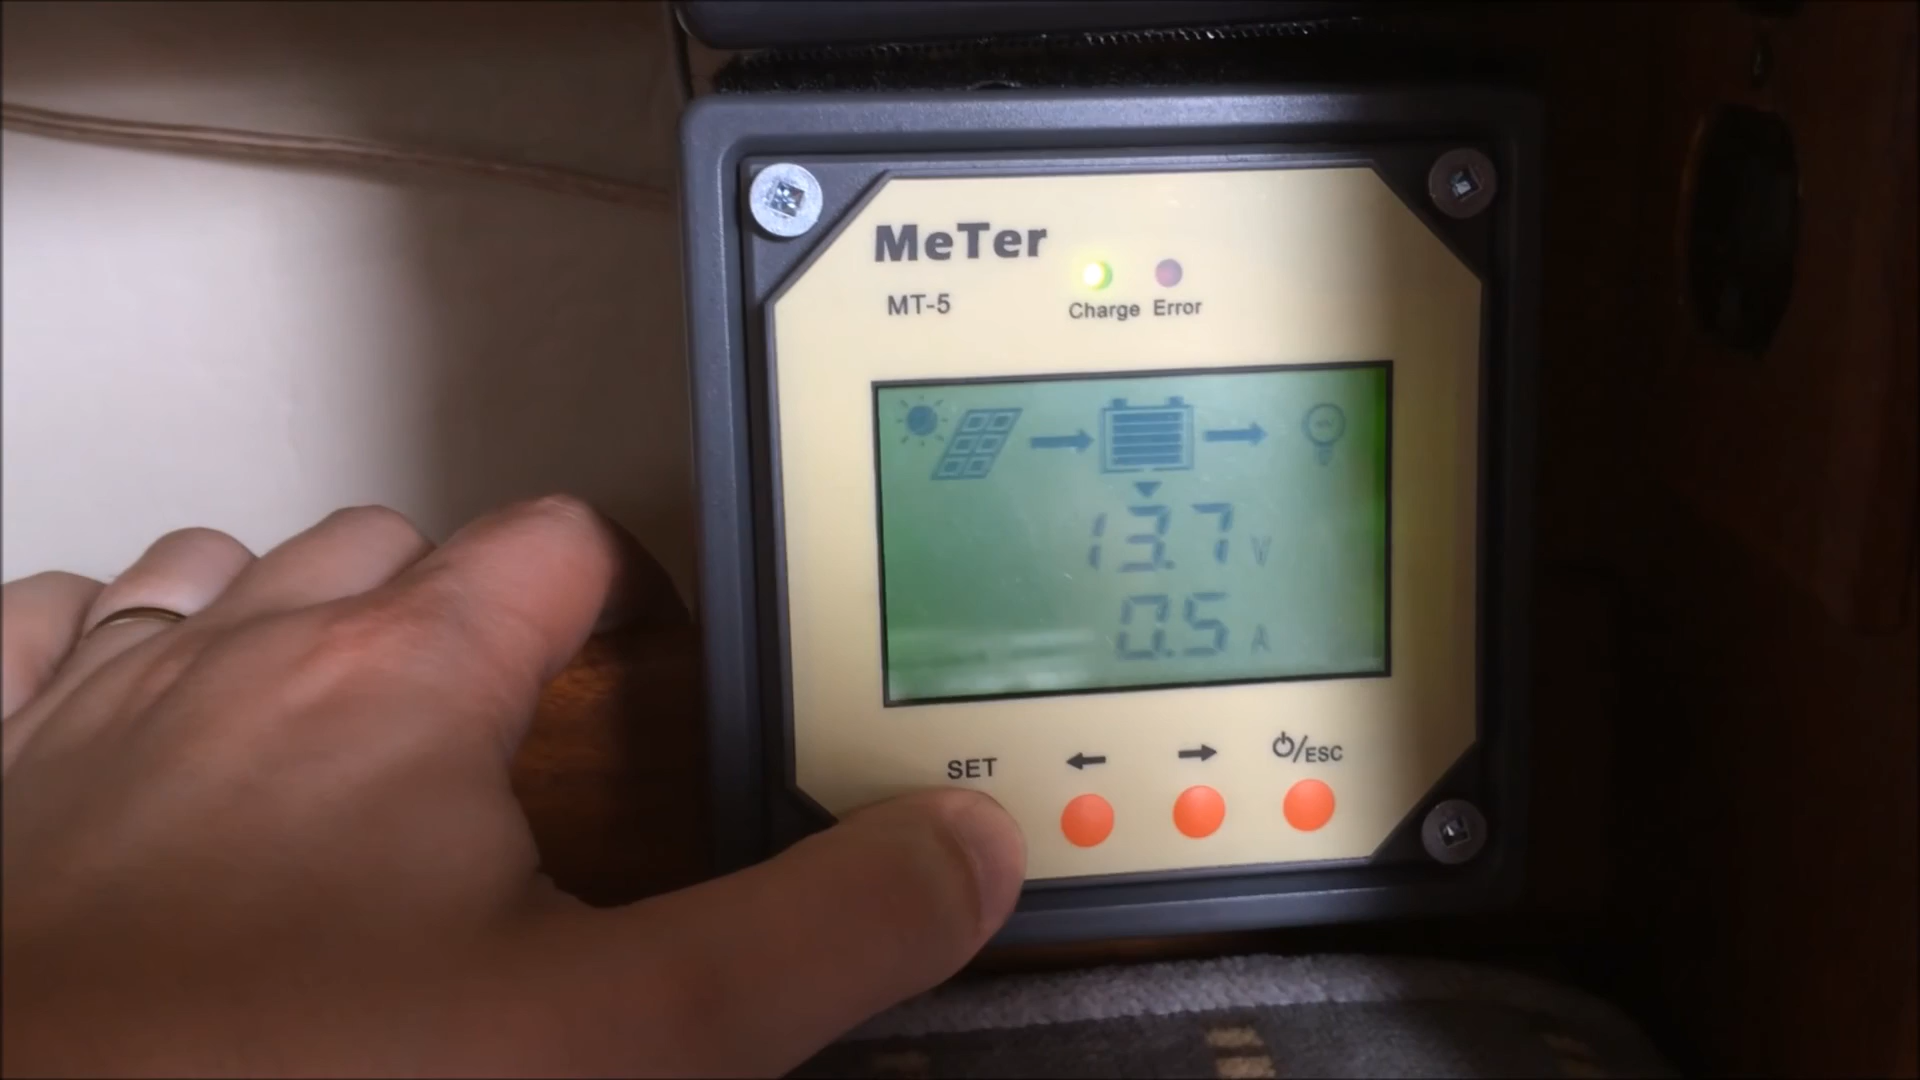 MeTer
MT-5
Charge Error
13.7 V
0.5 A
SET
/ESC